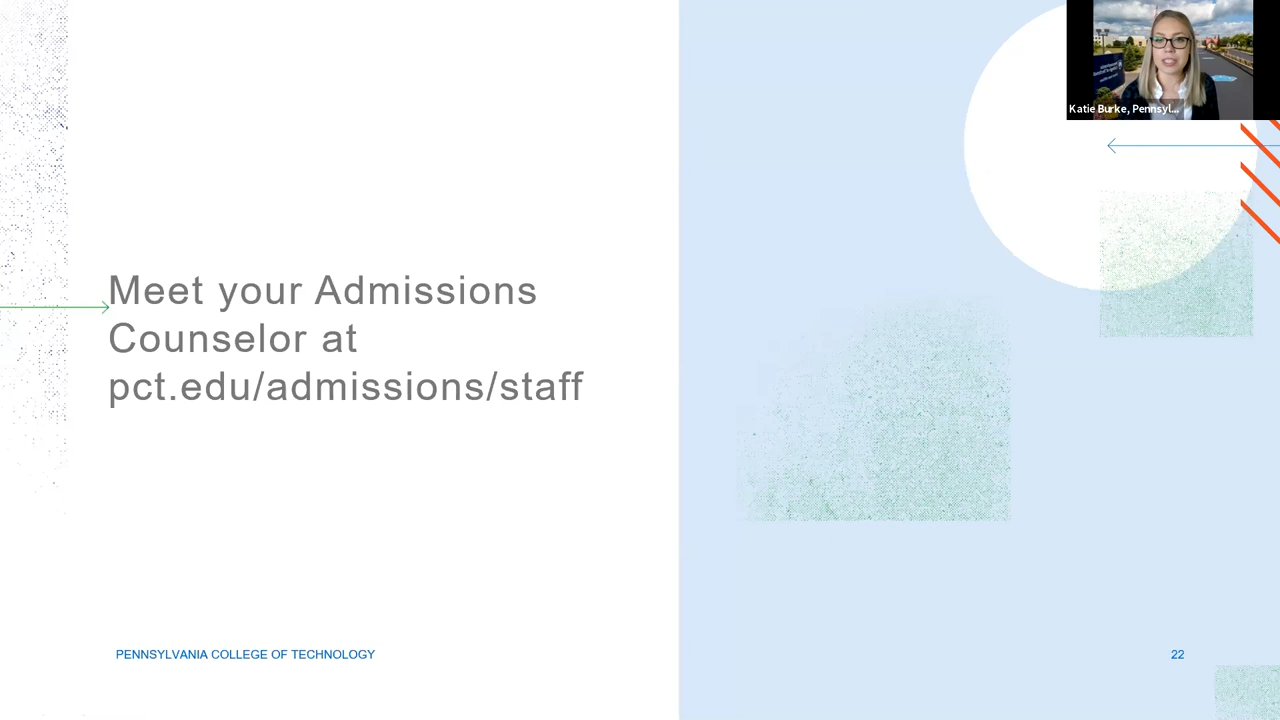 Katie Burke, Pennsyl...
Meet your Admissions
Counselor at
pct.edu/admissions/staff
PENNSYLVANIA COLLEGE OF TECHNOLOGY
22